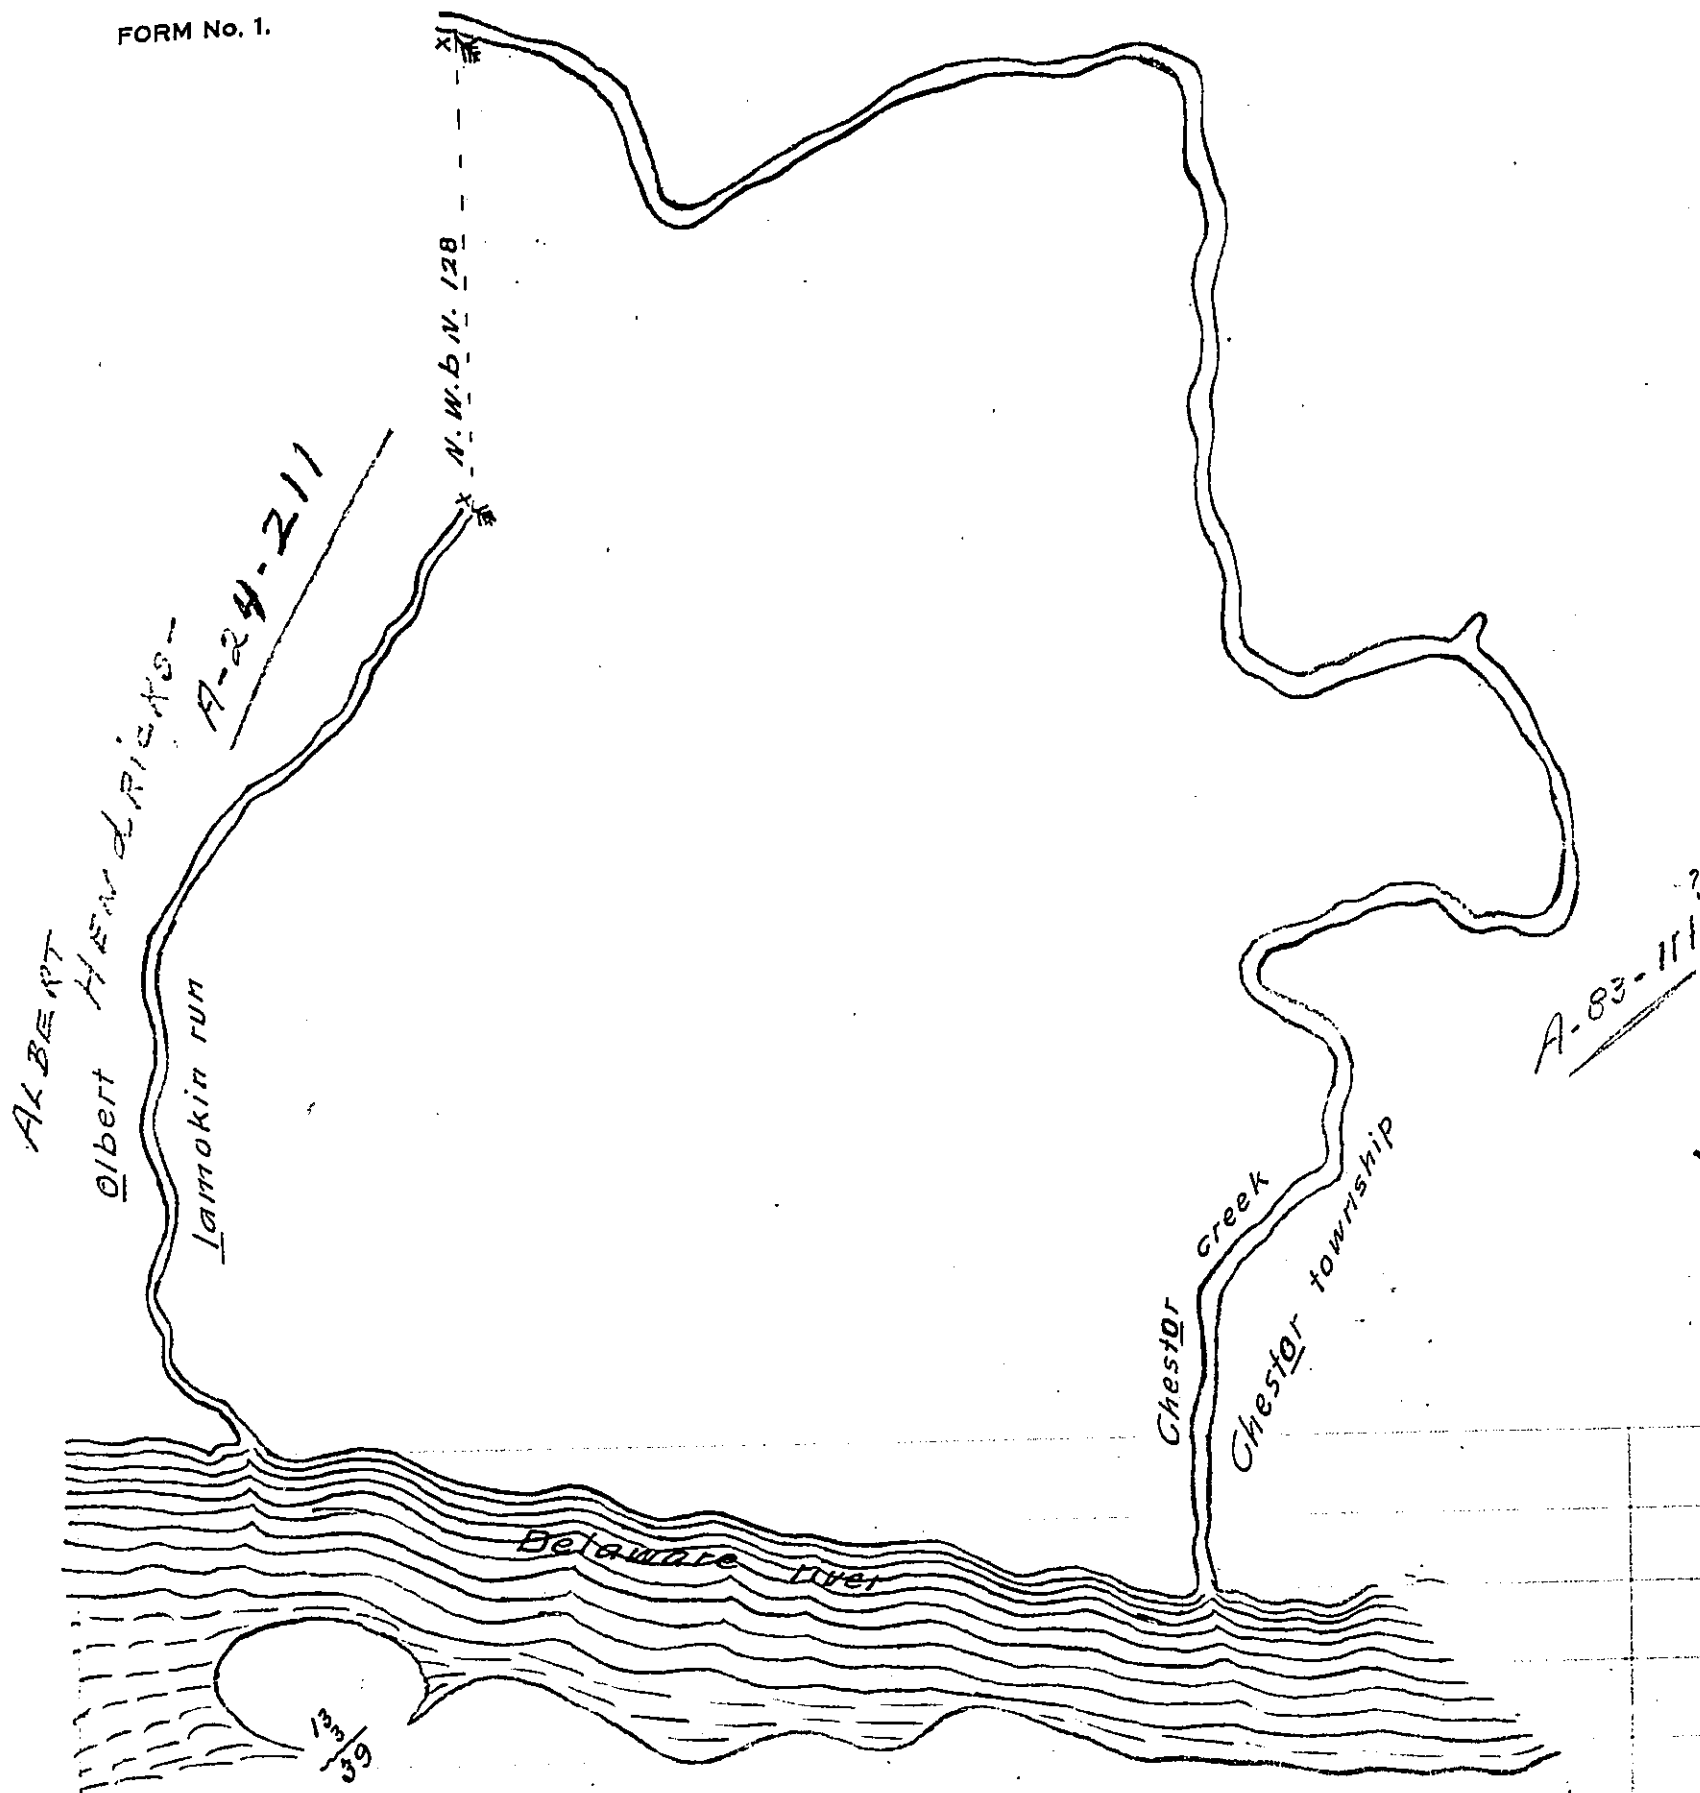 FORM No. 1.
N.W.b N. 128
A-24-211
ALBERT
HENdRicKs-
Olbert
Lamokin run
A-83-111?
Chestor creek
Chestor township
Delaware river
133/39